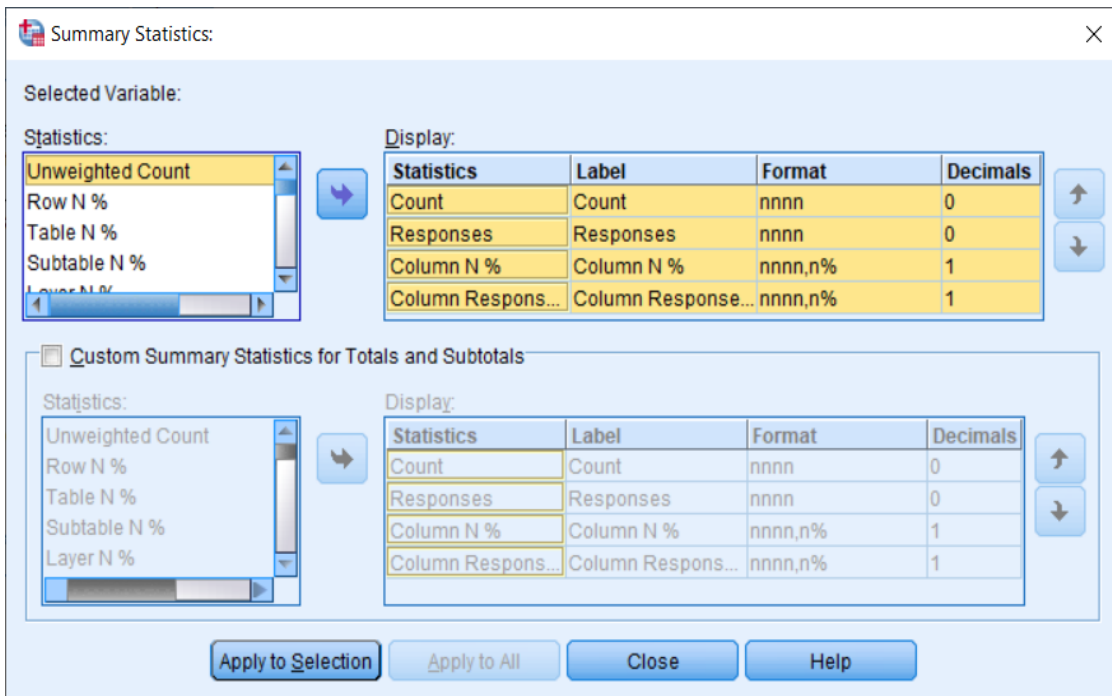 Summary Statistics:
Selected Variable:
Statistics:
Unweighted Count
Row N %
Table N %
Subtable N %
Layer N %
Display:
Statistics Label Format Decimals
Count Count nnnn 0
Responses Responses nnnn 0
Column N % Column N % nnnn,n% 1
Column Respons... Column Response... nnnn,n% 1
Custom Summary Statistics for Totals and Subtotals
Statistics:
Unweighted Count
Row N %
Table N %
Subtable N %
Layer N %
Display:
Statistics Label Format Decimals
Count Count nnnn 0
Responses Responses nnnn 0
Column N % Column N % nnnn,n% 1
Column Respons... Column Respons... nnnn,n% 1
Apply to Selection Apply to All Close Help